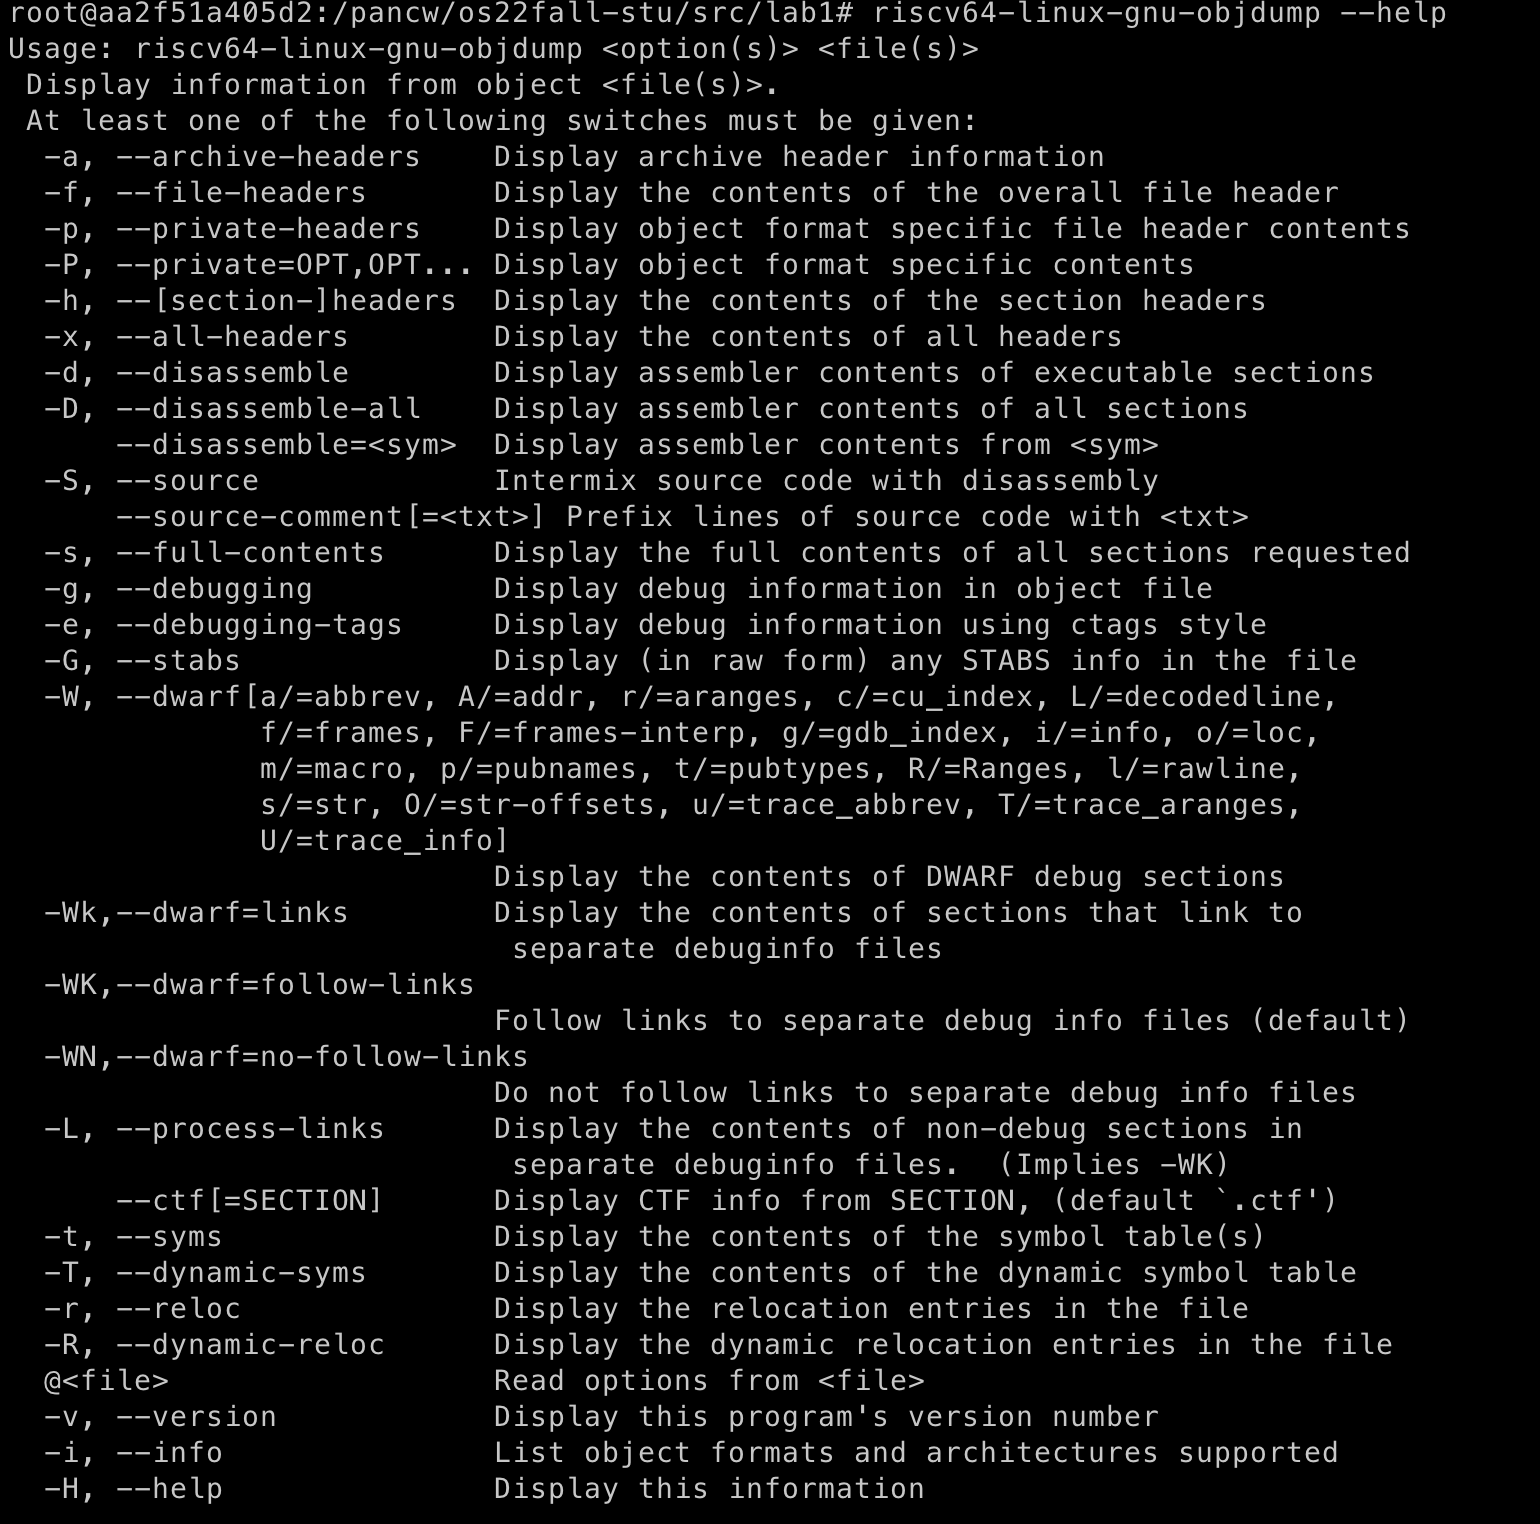 root@aa2f51a405d2:/pancw/os22fall-stu/src/lab1# riscv64-linux-gnu-objdump --help
Usage: riscv64-linux-gnu-objdump <option(s)> <file(s)>
 Display information from object <file(s)>.
 At least one of the following switches must be given:
  -a, --archive-headers    Display archive header information
  -f, --file-headers       Display the contents of the overall file header
  -p, --private-headers    Display object format specific file header contents
  -P, --private=OPT,OPT... Display object format specific contents
  -h, --[section-]headers  Display the contents of the section headers
  -x, --all-headers        Display the contents of all headers
  -d, --disassemble        Display assembler contents of executable sections
  -D, --disassemble-all    Display assembler contents of all sections
      --disassemble=<sym>  Display assembler contents from <sym>
  -S, --source             Intermix source code with disassembly
      --source-comment[=<txt>] Prefix lines of source code with <txt>
  -s, --full-contents      Display the full contents of all sections requested
  -g, --debugging          Display debug information in object file
  -e, --debugging-tags     Display debug information using ctags style
  -G, --stabs              Display (in raw form) any STABS info in the file
  -W, --dwarf[a/=abbrev, A/=addr, r/=aranges, c/=cu_index, L/=decodedline,
              f/=frames, F/=frames-interp, g/=gdb_index, i/=info, o/=loc,
              m/=macro, p/=pubnames, t/=pubtypes, R/=Ranges, l/=rawline,
              s/=str, O/=str-offsets, u/=trace_abbrev, T/=trace_aranges,
              U/=trace_info]
                           Display the contents of DWARF debug sections
  -Wk,--dwarf=links        Display the contents of sections that link to
                            separate debuginfo files
  -WK,--dwarf=follow-links
                           Follow links to separate debug info files (default)
  -WN,--dwarf=no-follow-links
                           Do not follow links to separate debug info files
  -L, --process-links      Display the contents of non-debug sections in
                            separate debuginfo files.  (Implies -WK)
      --ctf[=SECTION]      Display CTF info from SECTION, (default `.ctf')
  -t, --syms               Display the contents of the symbol table(s)
  -T, --dynamic-syms       Display the contents of the dynamic symbol table
  -r, --reloc              Display the relocation entries in the file
  -R, --dynamic-reloc      Display the dynamic relocation entries in the file
  @<file>                  Read options from <file>
  -v, --version            Display this program's version number
  -i, --info               List object formats and architectures supported
  -H, --help               Display this information